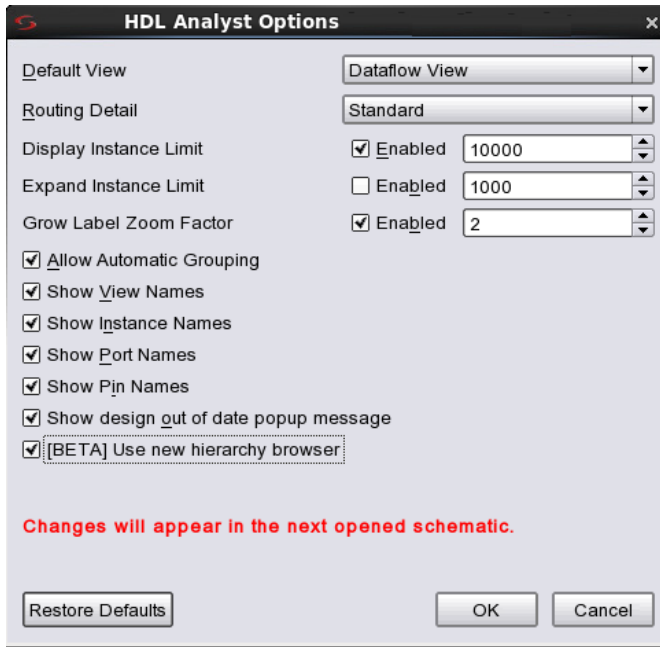 HDL Analyst Options
Default View Dataflow View
Routing Detail Standard
Display Instance Limit Enabled 10000
Expand Instance Limit Enabled 1000
Grow Label Zoom Factor Enabled 2
Allow Automatic Grouping
Show View Names
Show Instance Names
Show Port Names
Show Pin Names
Show design out of date popup message
[BETA] Use new hierarchy browser
Changes will appear in the next opened schematic.
Restore Defaults OK Cancel